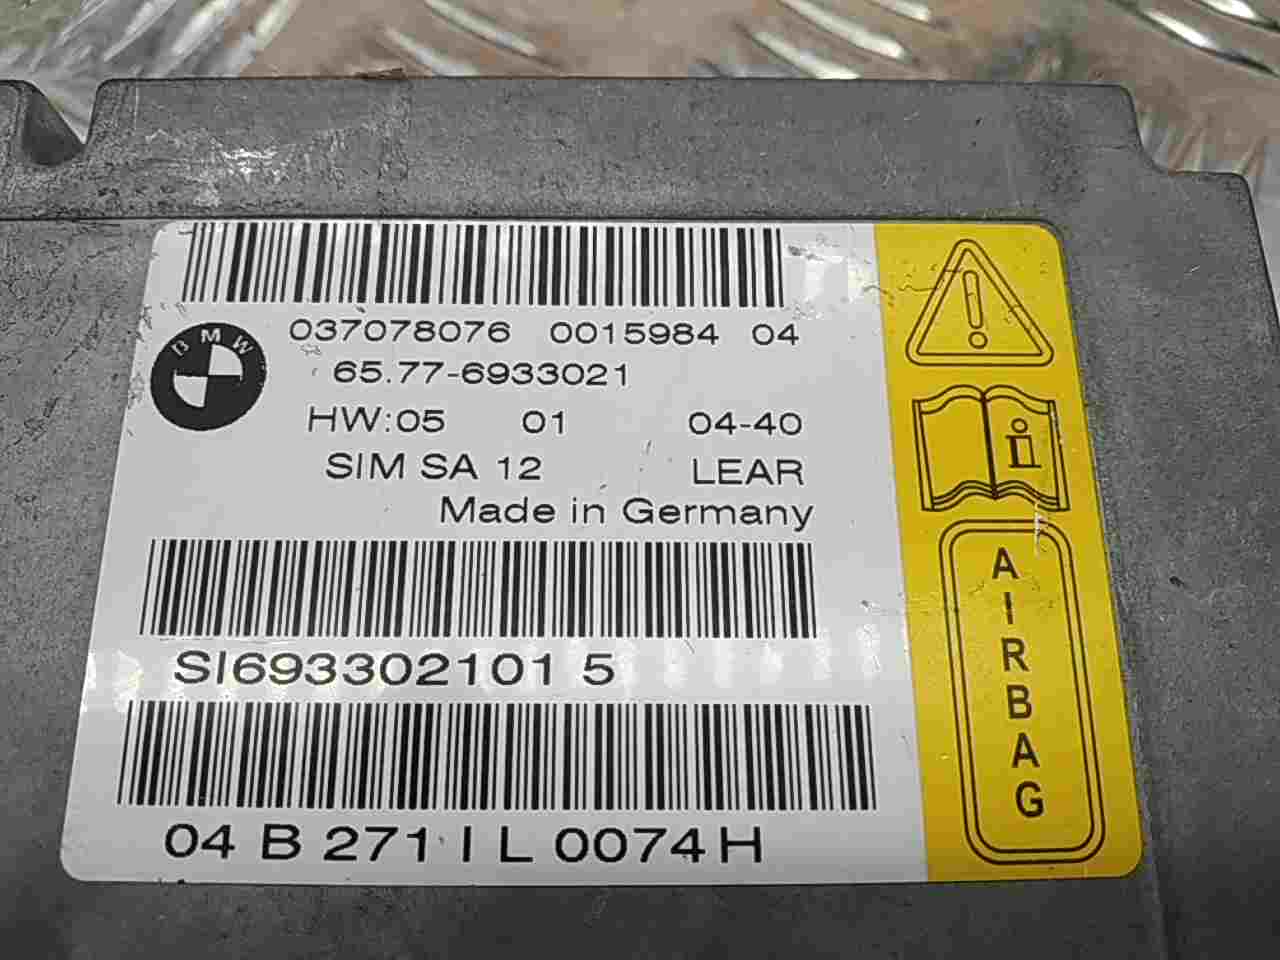 037078076 0015984 04
BMW
65.77-6933021
HW:05 01 04-40
SIM SA 12 LEAR
Made in Germany
SI693302101 5
04 B 271 I L 0074 H
i
AIRBAG